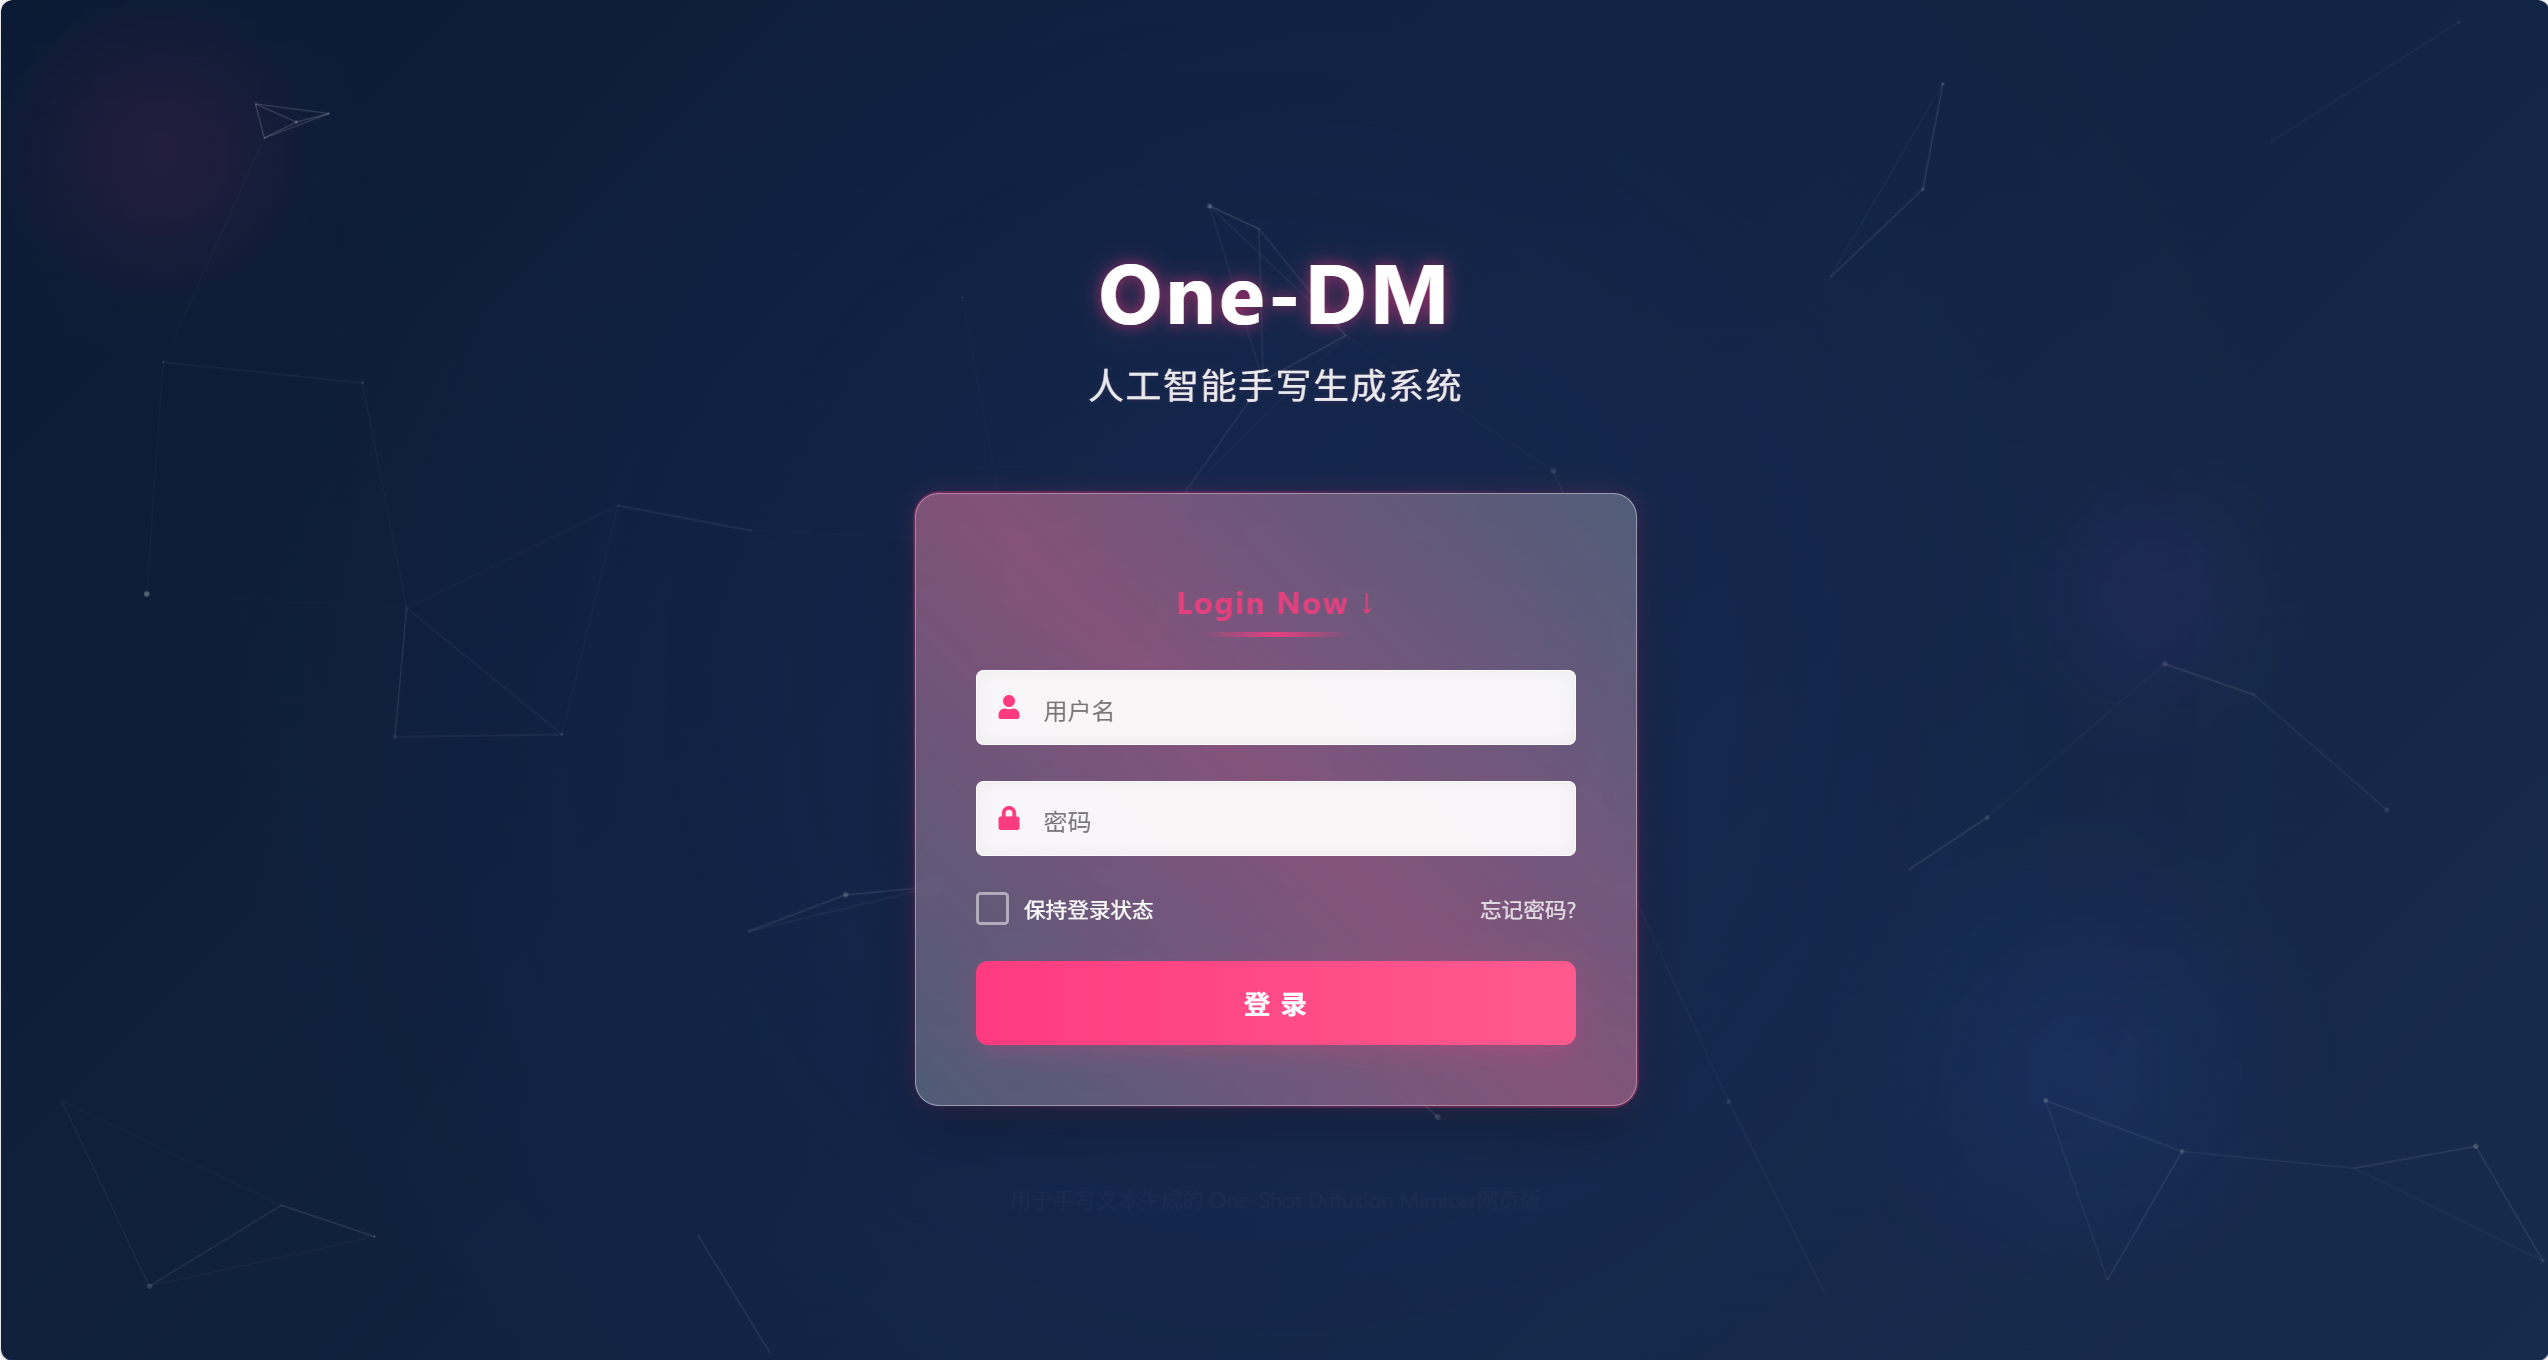 One-DM
人工智能手写生成系统
Login Now ↓
用户名
密码
保持登录状态 忘记密码?
登 录
用于手写文本生成的 One-Shot Diffusion Mimicer网页版